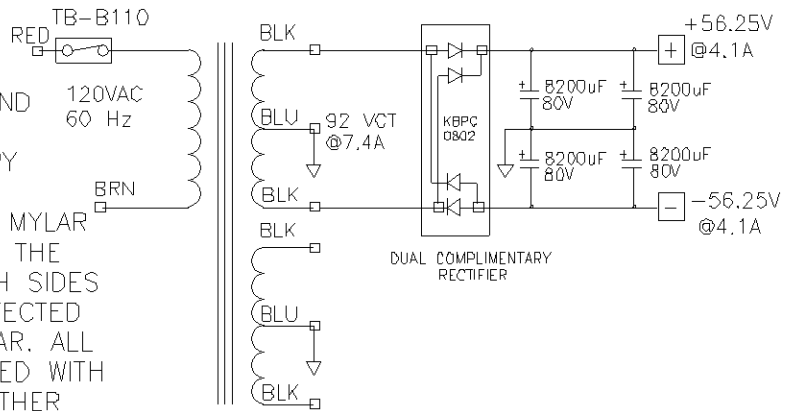 TB-B110
RED
120VAC
60 Hz
BRN
ND
PY
MYLAR
THE
H SIDES
TECTED
AR. ALL
ED WITH
THER
BLK
BLU
BLK
92 VCT
@7.4A
BLK
BLU
BLK
KBPC
0802
DUAL COMPLIMENTARY
RECTIFIER
+ 8200uF
80V
+ 8200uF
80V
+ 8200uF
80V
+ 8200uF
80V
+56.25V
+ @4.1A
- -56.25V
@4.1A